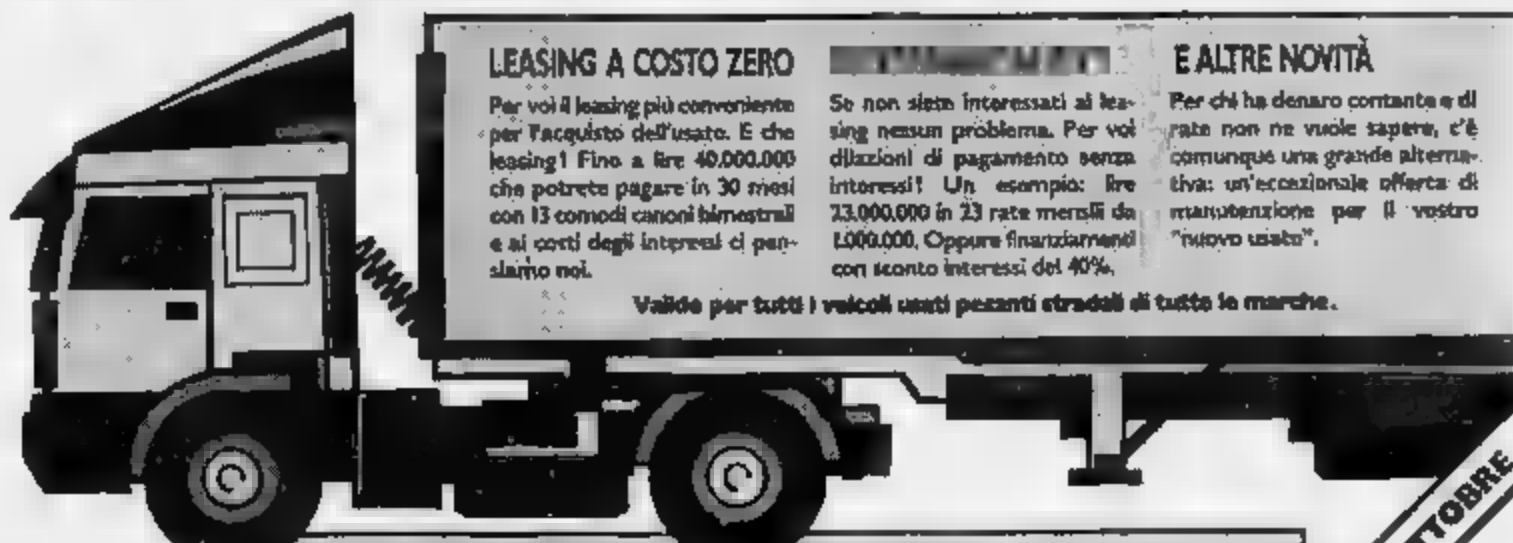 LEASING A COSTO ZERO
Per voi il leasing più conveniente
per l'acquisto dell'usato. E che
leasing! Fino a lire 40.000.000
che potrete pagare in 30 mesi
con 13 comodi canoni bimestrali
e ai costi degli interessi ci pen-
siamo noi.
Se non siete interessati al lea-
sing nessun problema. Per voi
dilazioni di pagamento senza
interessi! Un esempio: lire
23.000.000 in 23 rate mensili da
1.000.000. Oppure finanziamenti
con sconto interessi del 40%.
E ALTRE NOVITÀ
Per chi ha denaro contante e di
rate non ne vuole sapere, c'è
comunque una grande alterna-
tiva: un'eccezionale offerta di
manutenzione per il vostro
"nuovo usato".
Valido per tutti i veicoli usati pesanti stradali di tutte le marche.
TTOBRE